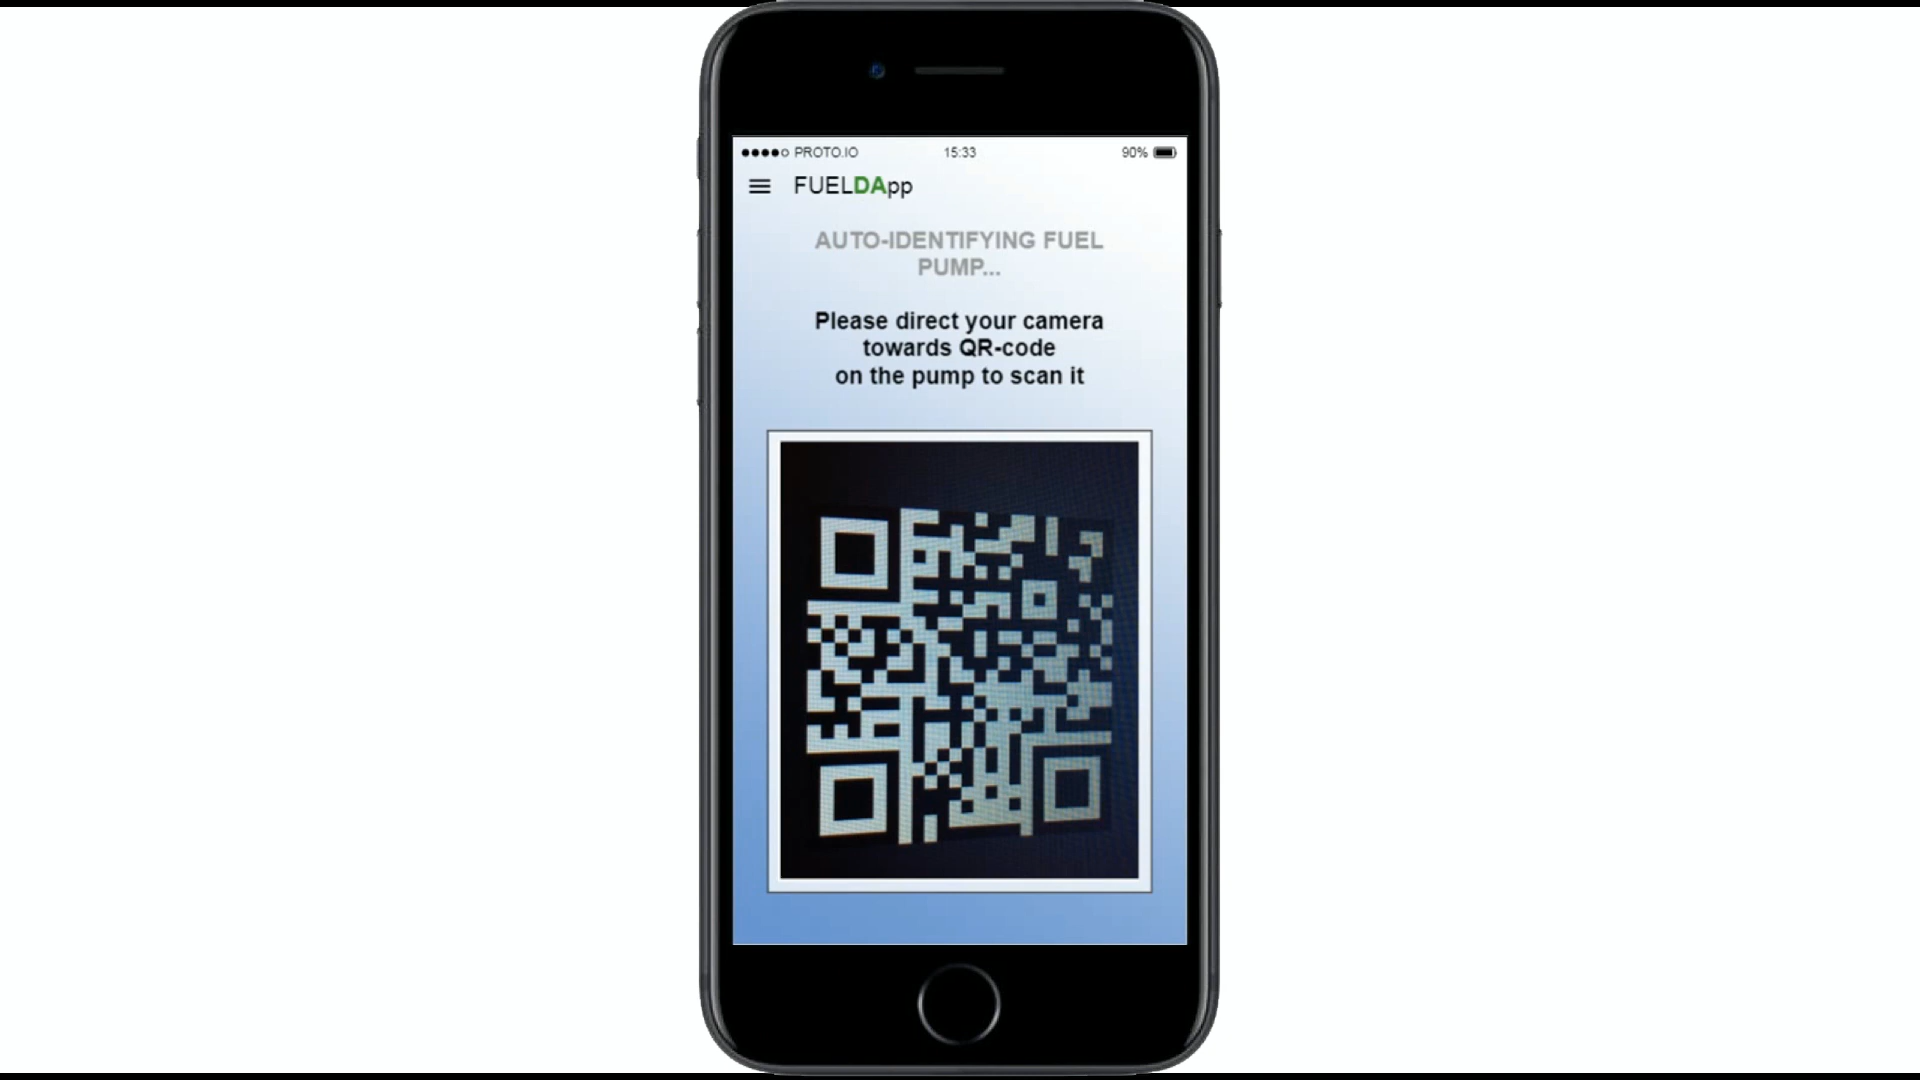 PROTO.IO 15:33 90%
FUELDApp
AUTO-IDENTIFYING FUEL
PUMP...
Please direct your camera
towards QR-code
on the pump to scan it